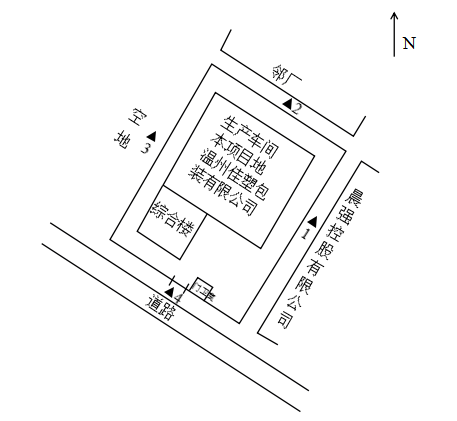 N
邻厂
▲2
空地
▲3
生产车间
本项目地
温州佳塑包
装有限公司
综合楼
▲1
晨强控股有限公司
门卫
▲4
道路